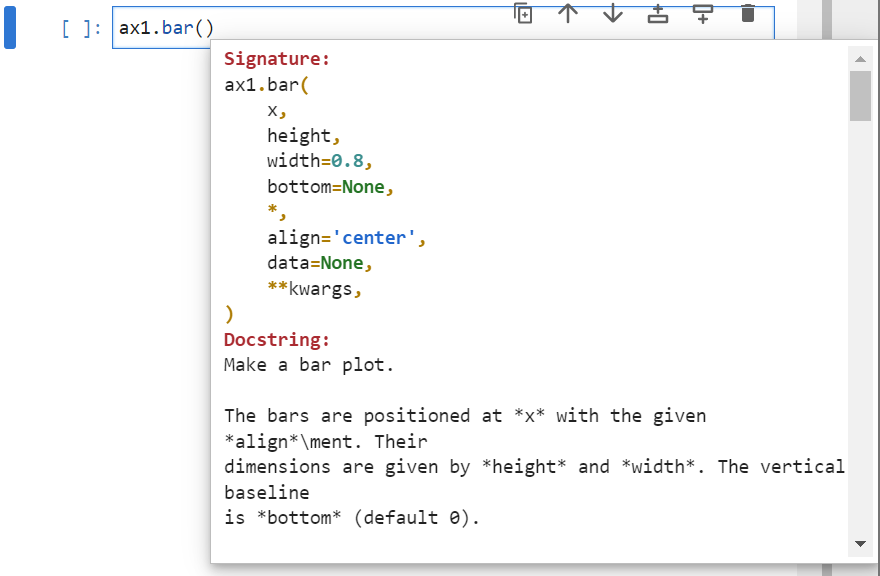 [ ]: ax1.bar()
Signature:
ax1.bar(
    x,
    height,
    width=0.8,
    bottom=None,
    *,
    align='center',
    data=None,
    **kwargs,
)
Docstring:
Make a bar plot.

The bars are positioned at *x* with the given
*align*\ment. Their
dimensions are given by *height* and *width*. The vertical
baseline
is *bottom* (default 0).